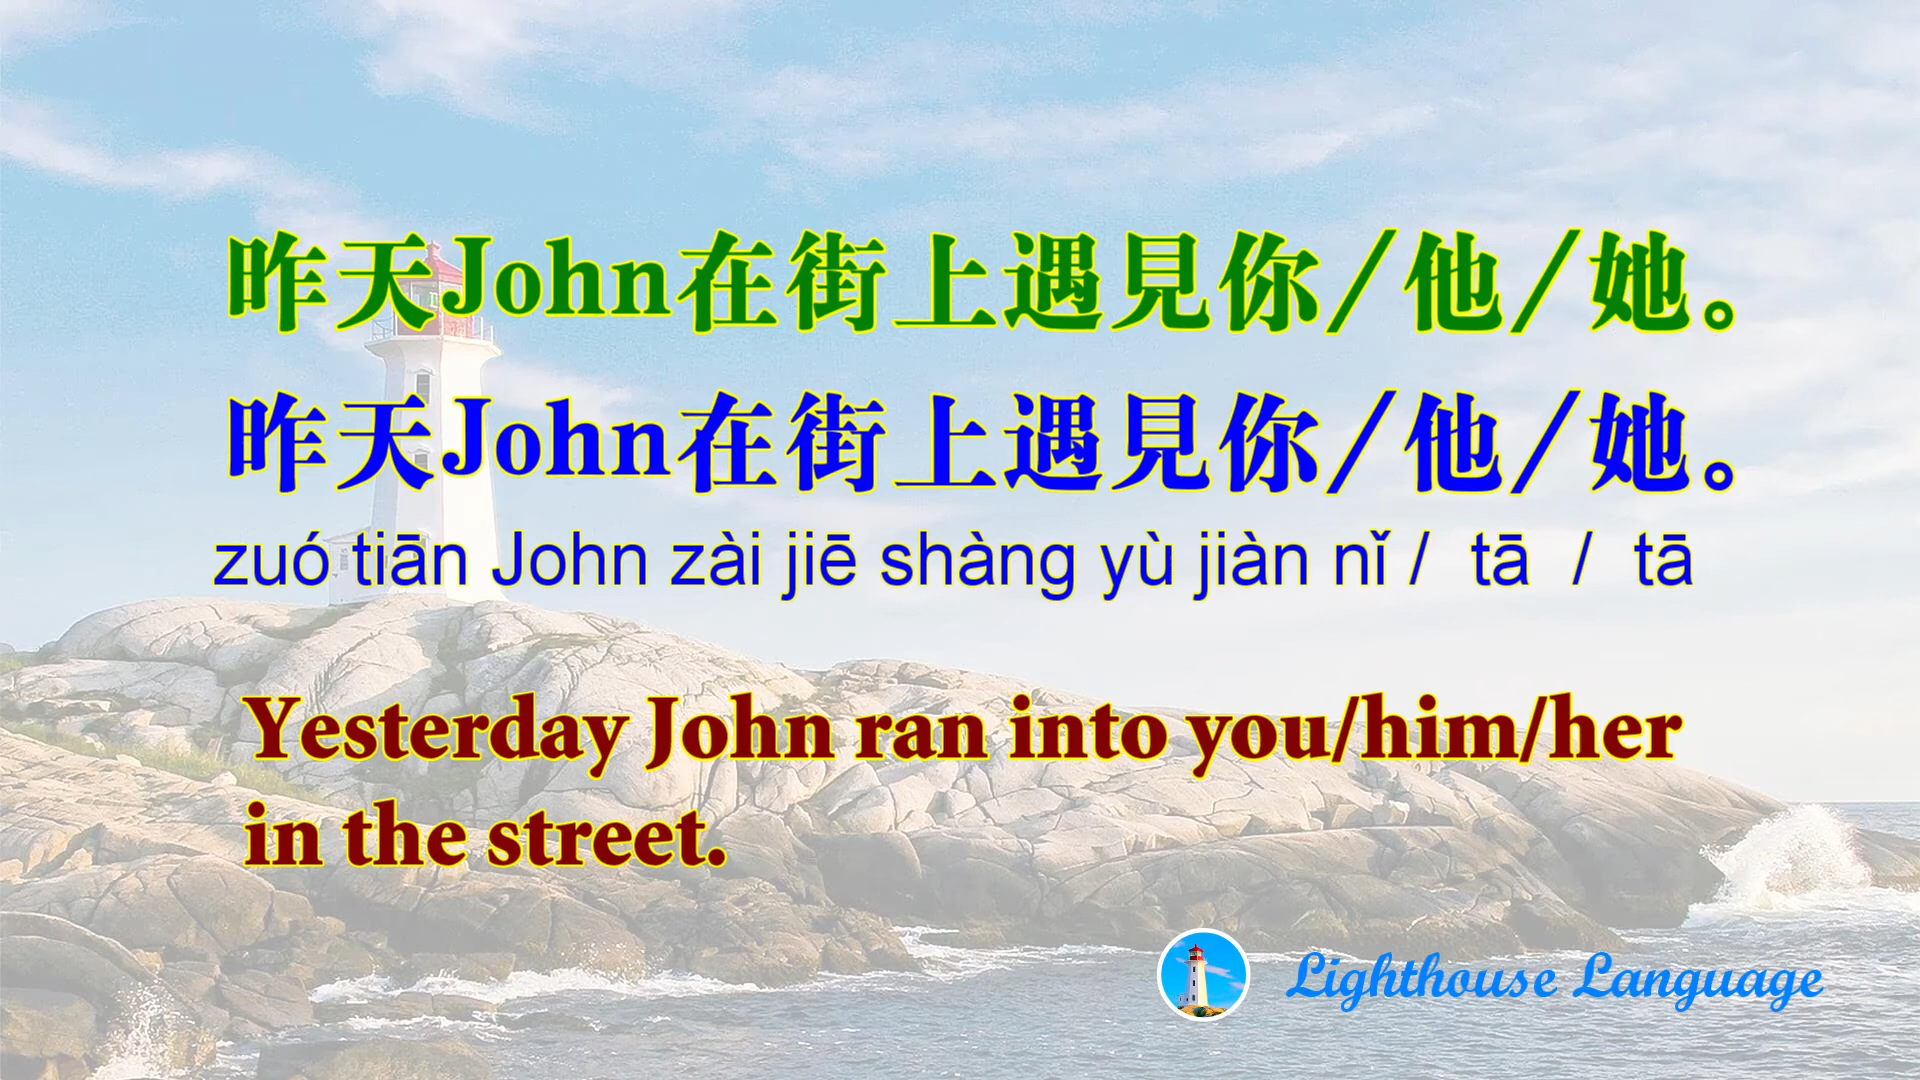 昨天John在街上遇見你/他/她。
昨天John在街上遇見你/他/她。
zuó tiān John zài jiē shàng yù jiàn nǐ / tā / tā
Yesterday John ran into you/him/her
in the street.
Lighthouse Language